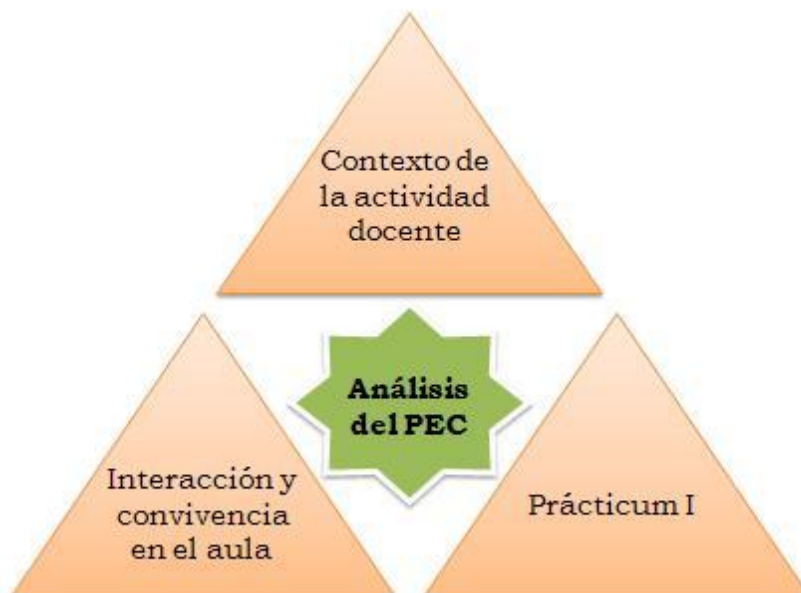 Contexto de
la actividad
docente
Análisis
del PEC
Interacción y
convivencia
en el aula
Prácticum I